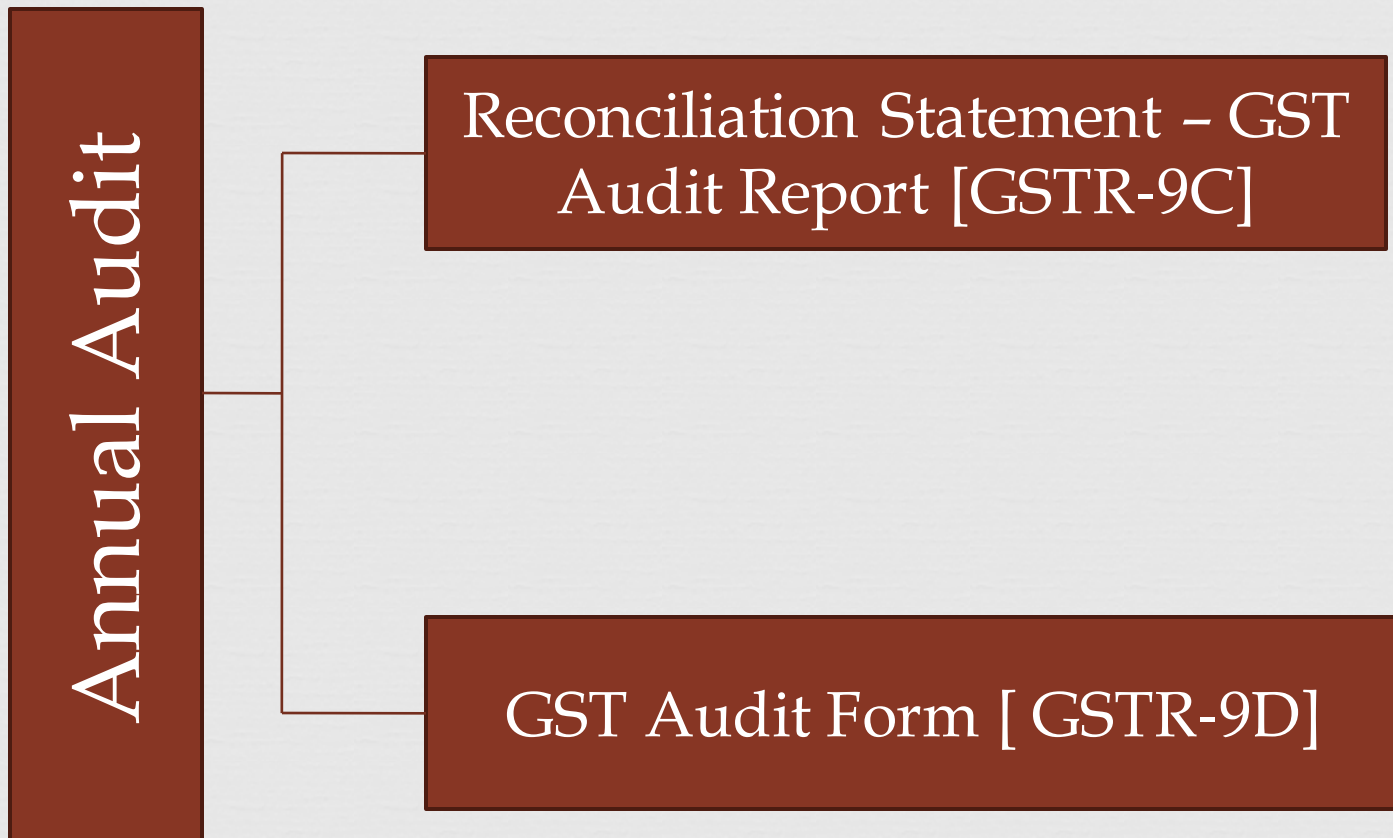 Annual Audit
Reconciliation Statement – GST
Audit Report [GSTR-9C]
GST Audit Form [ GSTR-9D]